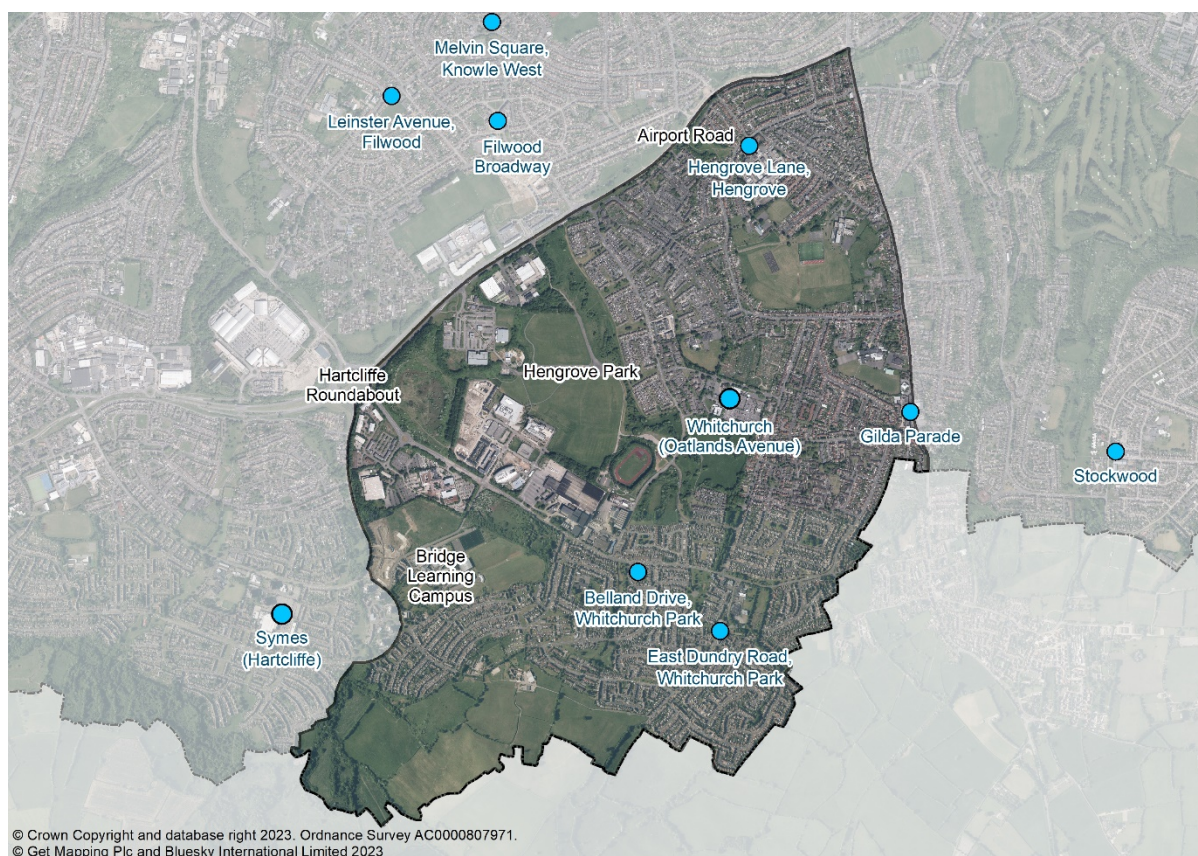 Melvin Square,
Knowle West
Leinster Avenue,
Filwood
Filwood
Broadway
Airport Road
Hengrove Lane,
Hengrove
Hartcliffe
Roundabout
Hengrove Park
Whitchurch
(Oatlands Avenue)
Gilda Parade
Stockwood
Bridge
Learning
Campus
Belland Drive,
Whitchurch Park
Symes
(Hartcliffe)
East Dundry Road,
Whitchurch Park
© Crown Copyright and database right 2023. Ordnance Survey AC0000807971.
© Get Mapping Plc and Bluesky International Limited 2023